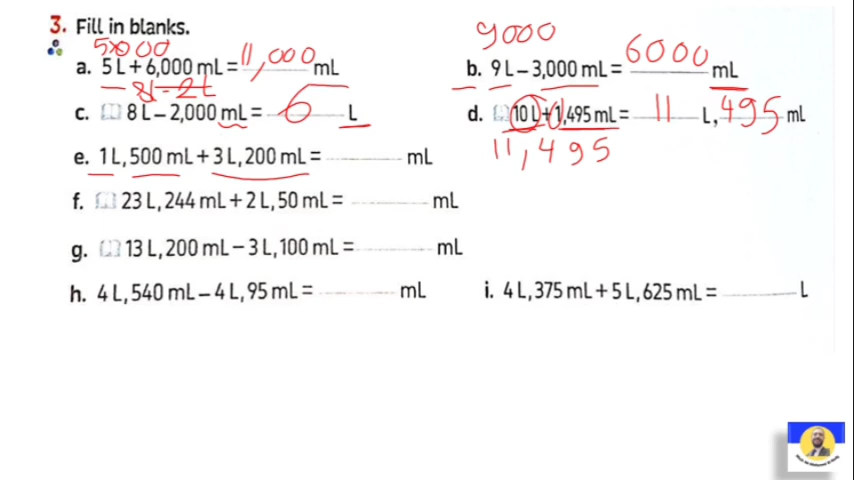 3. Fill in blanks.
5000 9000
a. 5 L + 6,000 mL = 11,000 mL b. 9 L – 3,000 mL = 6000 mL
8L - 2L
c. 8 L – 2,000 mL = 6 L d. 10 L + 1,495 mL = 11 L, 495 mL
11,495
e. 1 L, 500 mL + 3 L, 200 mL = ........ mL
f. 23 L, 244 mL + 2 L, 50 mL = ........ mL
g. 13 L, 200 mL – 3 L, 100 mL = ........ mL
h. 4 L, 540 mL – 4 L, 95 mL = ........ mL i. 4 L, 375 mL + 5 L, 625 mL = ........ L